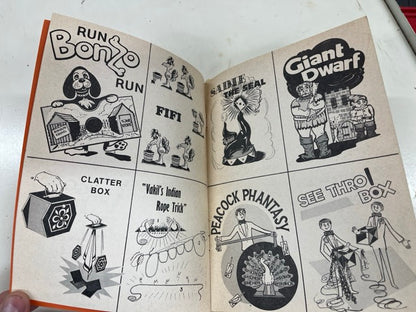 RUN
Bonzo
RUN
FIFI
SADIE
THE SEAL
Giant
Dwarf
CLATTER
BOX
"Vakil's Indian
Rope Trick"
PEACOCK PHANTASY
SEE THRO'
BOX